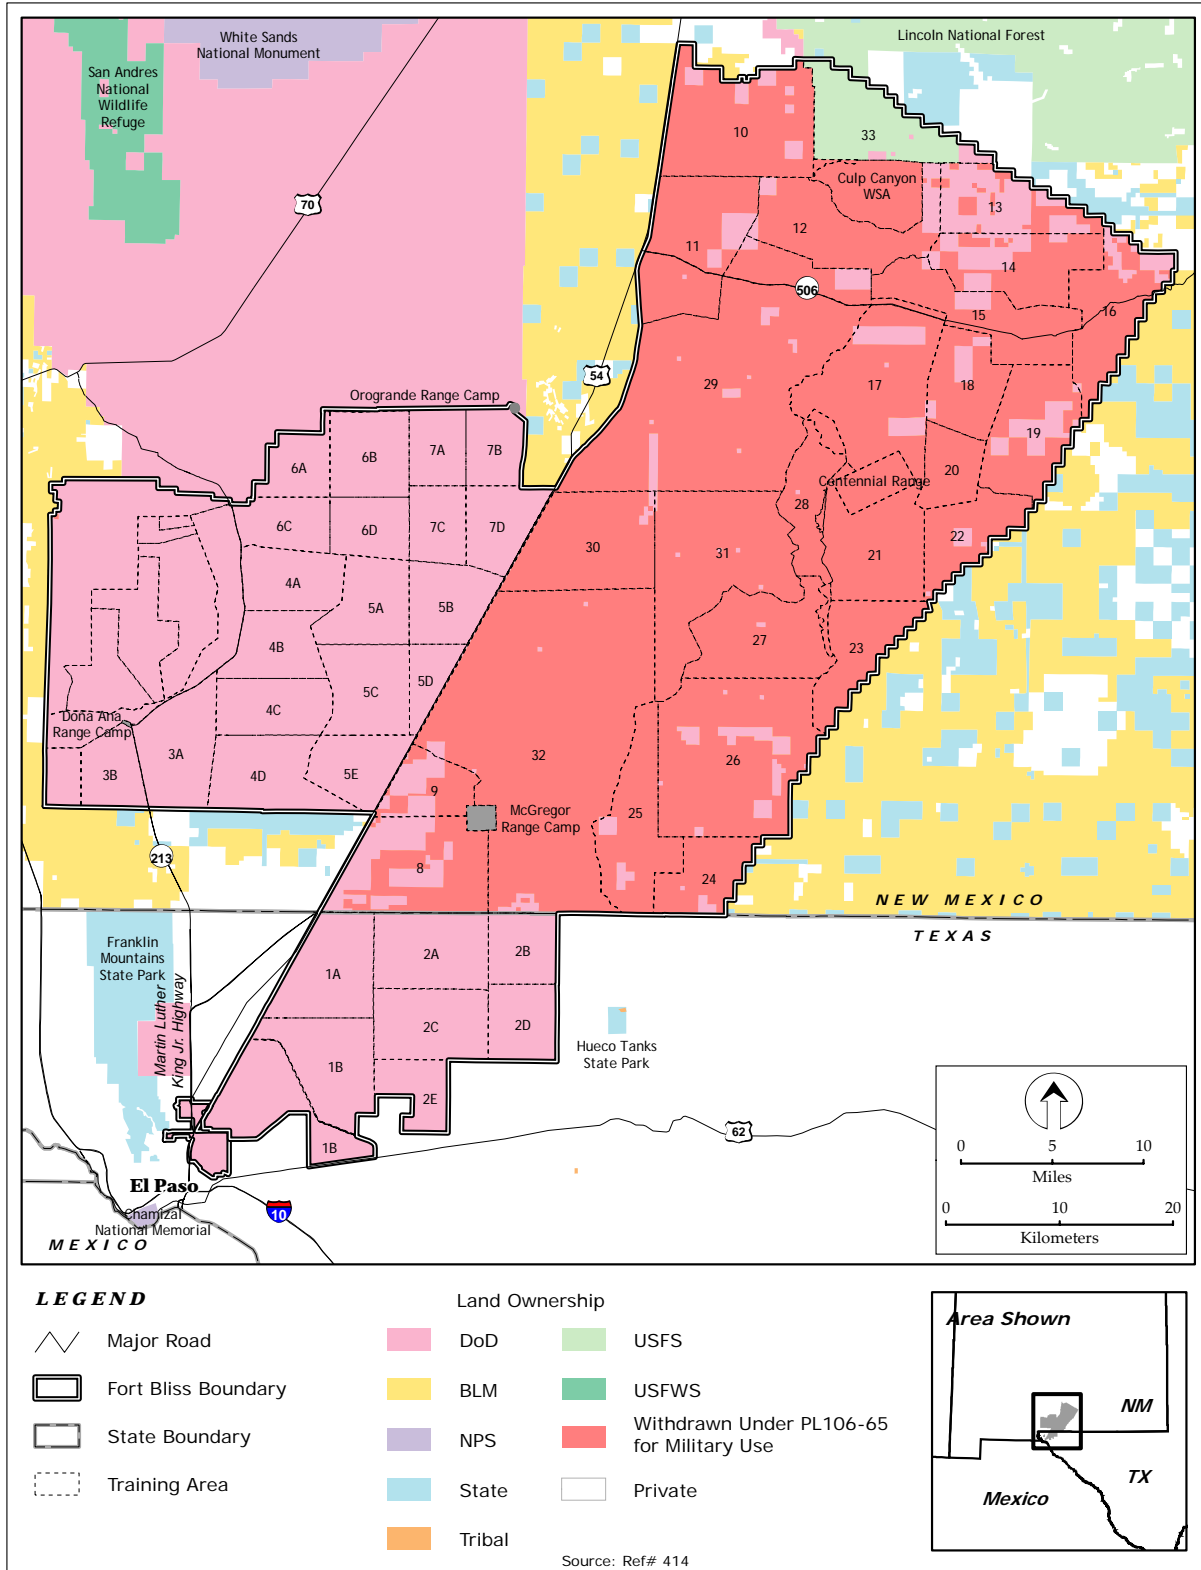 White Sands
National Monument
Lincoln National Forest
San Andres
National
Wildlife
Refuge
10
33
Culp Canyon
WSA
70
13
12
11
14
506
15
16
54
29
17
18
Orogrande Range Camp
19
6A
6B
7A
7B
20
Centennial Range
28
6C
6D
7C
7D
22
30
31
21
4A
5A
5B
4B
27
23
5C
5D
4C
Dona Ana
Range Camp
3A
3B
4D
5E
32
26
9
McGregor
Range Camp
25
213
8
24
NEW MEXICO
TEXAS
Franklin
Mountains
State Park
2A
2B
1A
Martin Luther
King Jr. Highway
2C
2D
Hueco Tanks
State Park
1B
2E
62
1B
0 5 10
Miles
0 10 20
Kilometers
El Paso
10
Chamizal
National Memorial
MEXICO
LEGEND
Major Road
Fort Bliss Boundary
State Boundary
Training Area
Land Ownership
DoD
BLM
NPS
State
Tribal
USFS
USFWS
Withdrawn Under PL106-65
for Military Use
Private
Source: Ref# 414
Area Shown
NM
TX
Mexico